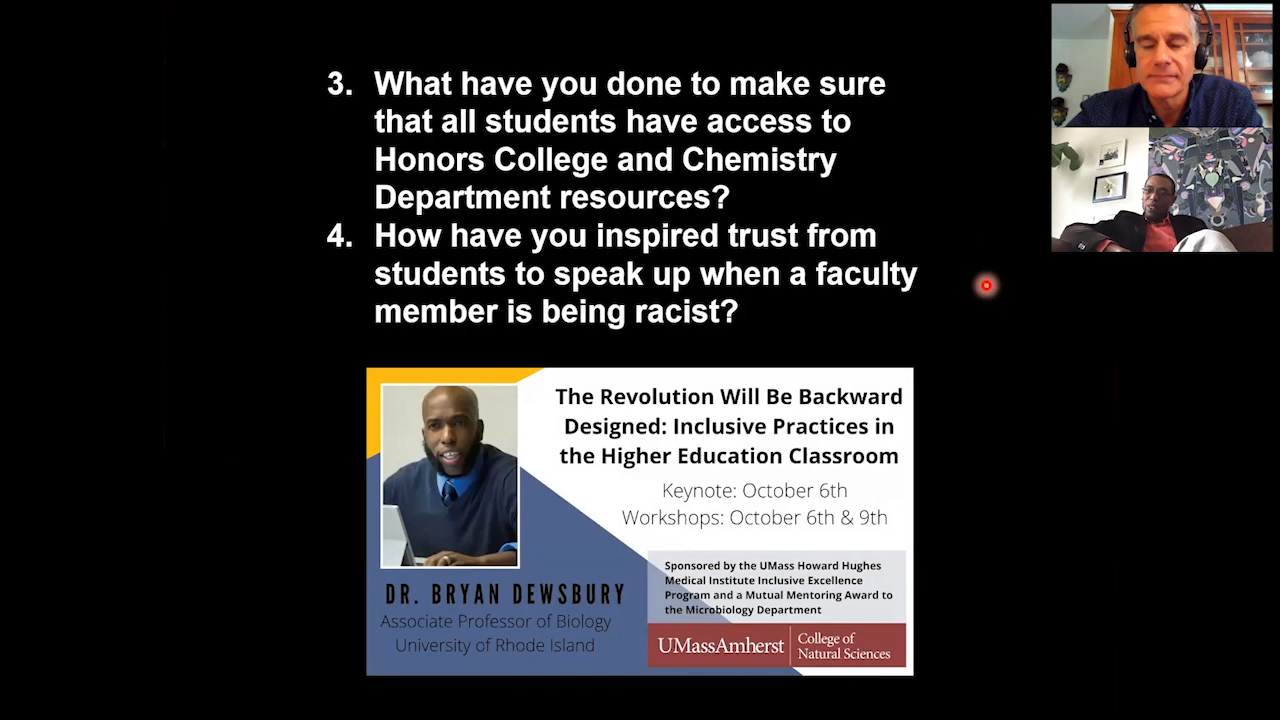 3. What have you done to make sure
that all students have access to
Honors College and Chemistry
Department resources?
4. How have you inspired trust from
students to speak up when a faculty
member is being racist?
The Revolution Will Be Backward
Designed: Inclusive Practices in
the Higher Education Classroom
Keynote: October 6th
Workshops: October 6th & 9th
DR. BRYAN DEWSBURY
Associate Professor of Biology
University of Rhode Island
Sponsored by the UMass Howard Hughes
Medical Institute Inclusive Excellence
Program and a Mutual Mentoring Award to
the Microbiology Department
UMassAmherst
College of
Natural Sciences